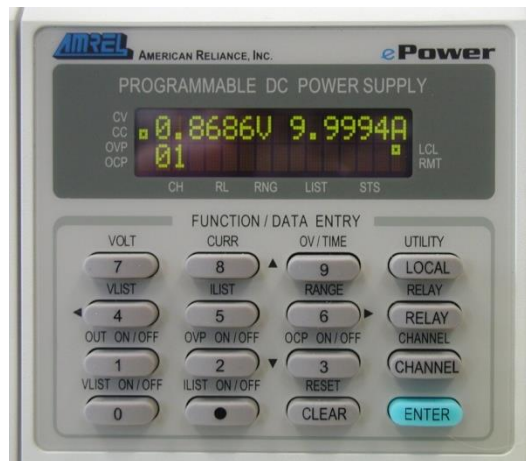 AMREL AMERICAN RELIANCE, INC. ePower
PROGRAMMABLE DC POWER SUPPLY
CV
CC
OVP
OCP
0.8686V 9.9994A
01
LCL
RMT
CH RL RNG LIST STS
FUNCTION / DATA ENTRY
VOLT CURR OV / TIME UTILITY
7 8 9 LOCAL
VLIST ILIST RANGE RELAY
4 5 6 RELAY
OUT ON / OFF OVP ON / OFF OCP ON / OFF CHANNEL
1 2 3 CHANNEL
VLIST ON / OFF ILIST ON / OFF RESET
0 • CLEAR ENTER